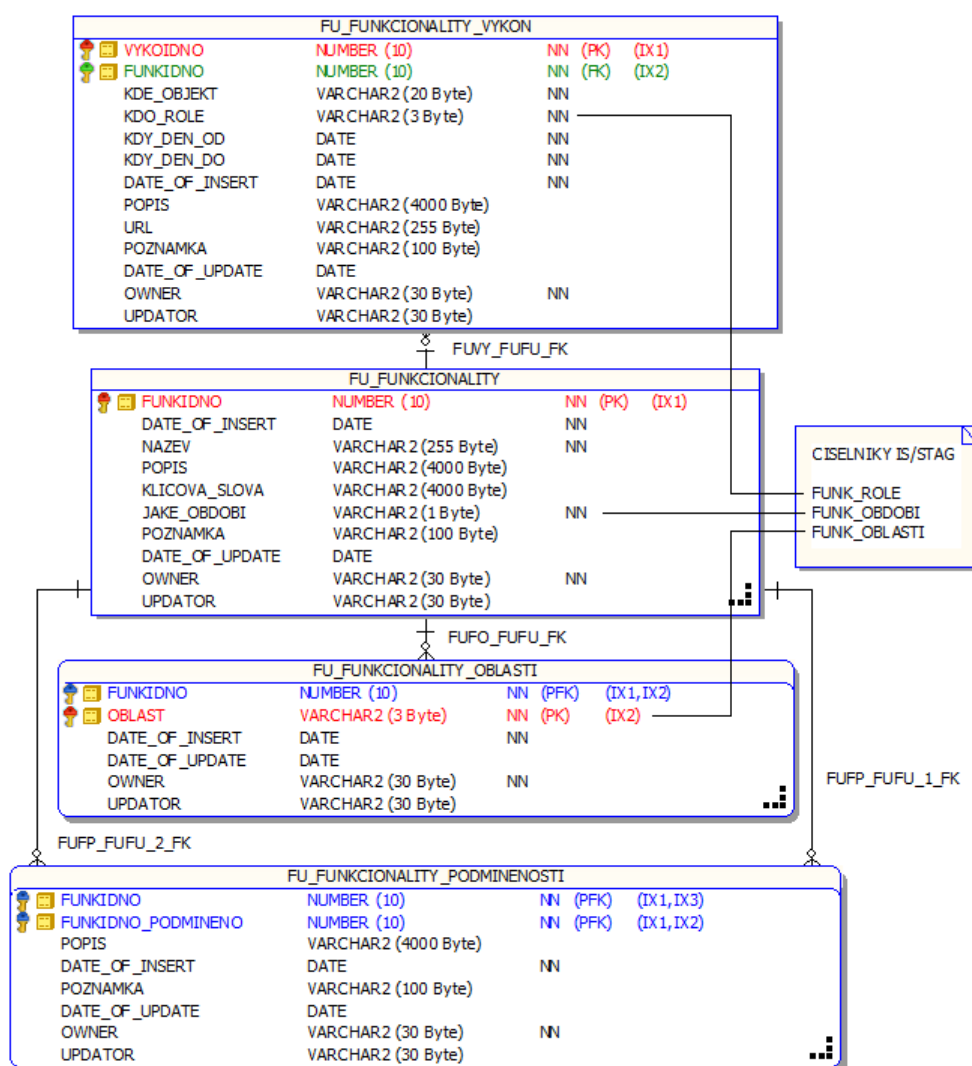 FU_FUNKCIONALITY_VYKON
VYKOIDNO NUMBER (10) NN (PK) (IX1)
FUNKIDNO NUMBER (10) NN (FK) (IX2)
KDE_OBJEKT VARCHAR2 (20 Byte) NN
KDO_ROLE VARCHAR2 (3 Byte) NN
KDY_DEN_OD DATE NN
KDY_DEN_DO DATE NN
DATE_OF_INSERT DATE NN
POPIS VARCHAR2 (4000 Byte)
URL VARCHAR2 (255 Byte)
POZNAMKA VARCHAR2 (100 Byte)
DATE_OF_UPDATE DATE
OWNER VARCHAR2 (30 Byte) NN
UPDATOR VARCHAR2 (30 Byte)
FUVY_FUFU_FK
FU_FUNKCIONALITY
FUNKIDNO NUMBER (10) NN (PK) (IX1)
DATE_OF_INSERT DATE NN
NAZEV VARCHAR2 (255 Byte) NN
POPIS VARCHAR2 (4000 Byte)
KLICOVA_SLOVA VARCHAR2 (4000 Byte)
JAKE_OBDOBI VARCHAR2 (1 Byte) NN
POZNAMKA VARCHAR2 (100 Byte)
DATE_OF_UPDATE DATE
OWNER VARCHAR2 (30 Byte) NN
UPDATOR VARCHAR2 (30 Byte)
CISELNIKY IS/STAG
FUNK_ROLE
FUNK_OBDOBI
FUNK_OBLASTI
FUFO_FUFU_FK
FU_FUNKCIONALITY_OBLASTI
FUNKIDNO NUMBER (10) NN (PFK) (IX1,IX2)
OBLAST VARCHAR2 (3 Byte) NN (PK) (IX2)
DATE_OF_INSERT DATE NN
DATE_OF_UPDATE DATE
OWNER VARCHAR2 (30 Byte) NN
UPDATOR VARCHAR2 (30 Byte)
FUFP_FUFU_1_FK
FUFP_FUFU_2_FK
FU_FUNKCIONALITY_PODMINENOSTI
FUNKIDNO NUMBER (10) NN (PFK) (IX1,IX3)
FUNKIDNO_PODMINENO NUMBER (10) NN (PFK) (IX1,IX2)
POPIS VARCHAR2 (4000 Byte)
DATE_OF_INSERT DATE NN
POZNAMKA VARCHAR2 (100 Byte)
DATE_OF_UPDATE DATE
OWNER VARCHAR2 (30 Byte) NN
UPDATOR VARCHAR2 (30 Byte)